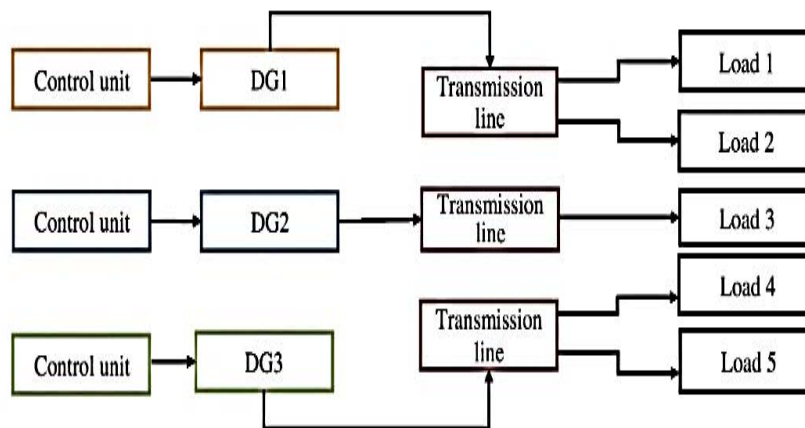 Control unit
DG1
Transmission
line
Load 1
Load 2
Control unit
DG2
Transmission
line
Load 3
Control unit
DG3
Transmission
line
Load 4
Load 5